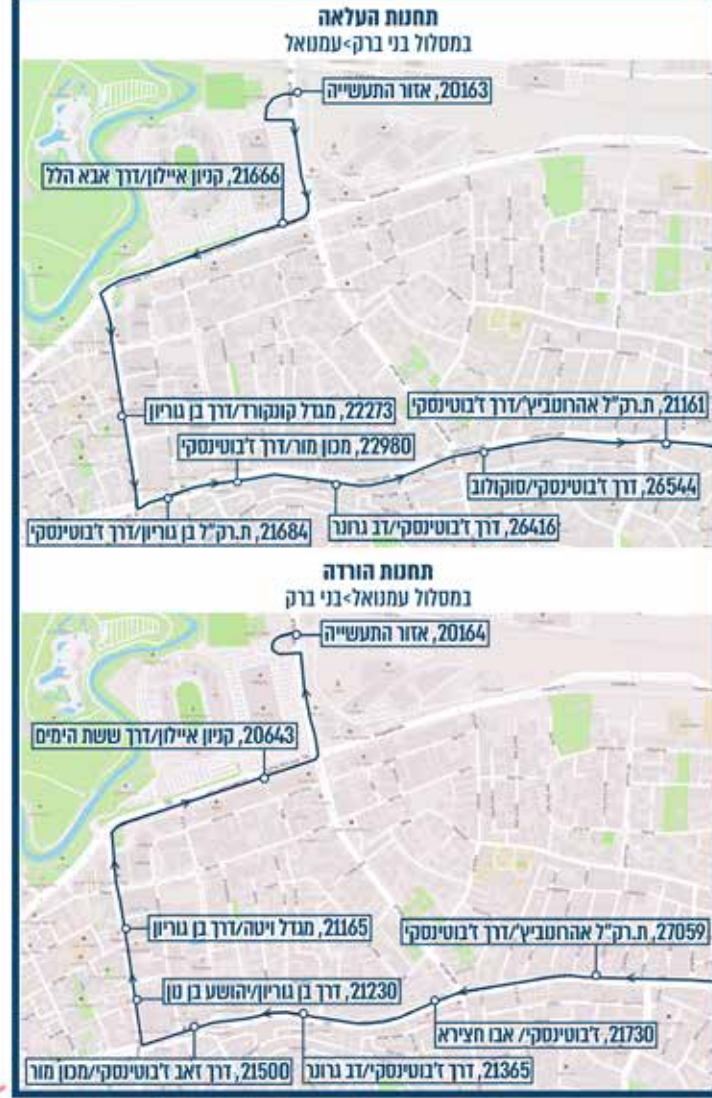 תחנות העלאה
במסלול בני ברק>עמנואל
20163, אזור התעשייה
21666, קניון איילון/דרך אבא הלל
21161, ת.רק"ל אהרונוביץ'/דרך ז'בוטינסקי
22273, מגדל קונקורד/דרך בן גוריון
22980, מכון מור/דרך ז'בוטינסקי
26544, דרך ז'בוטינסקי/סוקולוב
26416, דרך ז'בוטינסקי/דב גרונר
21684, ת.רק"ל בן גוריון/דרך ז'בוטינסקי
תחנות הורדה
במסלול עמנואל>בני ברק
20164, אזור התעשייה
20643, קניון איילון/דרך ששת הימים
27059, ת.רק"ל אהרונוביץ'/דרך ז'בוטינסקי
21165, מגדל ויטה/דרך בן גוריון
21230, דרך בן גוריון/יהושע בן נון
21730, ז'בוטינסקי/ אבו חצירא
21365, דרך ז'בוטינסקי/דב גרונר
21500, דרך זאב ז'בוטינסקי/מכון מור